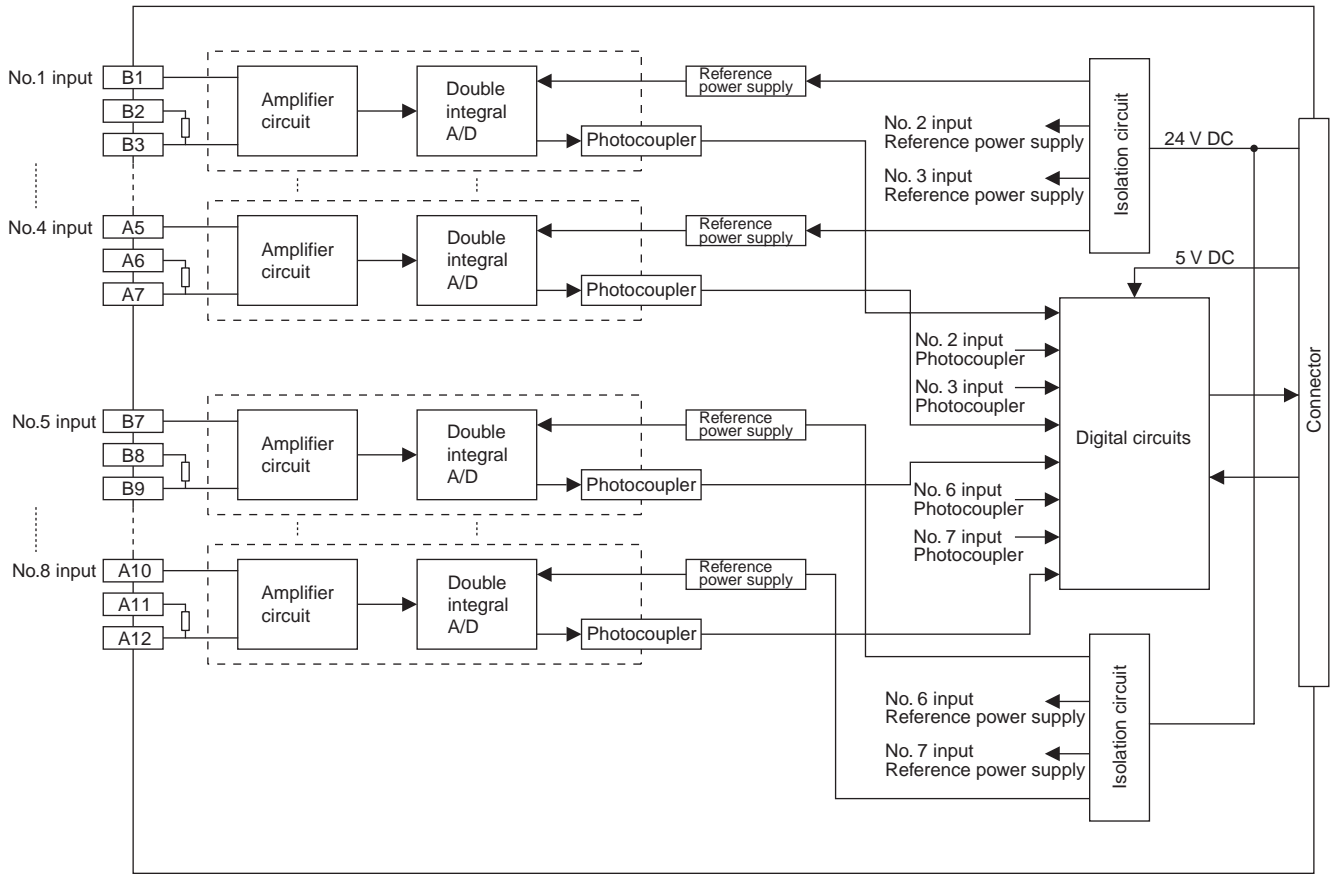 No.1 input
B1
B2
B3
Amplifier
circuit
Double
integral
A/D
Photocoupler
Reference
power supply
No. 2 input
Reference power supply
No. 3 input
Reference power supply
Isolation circuit
24 V DC
5 V DC
No.4 input
A5
A6
A7
Amplifier
circuit
Double
integral
A/D
Photocoupler
Reference
power supply
No. 2 input
Photocoupler
No. 3 input
Photocoupler
Digital circuits
Connector
No.5 input
B7
B8
B9
Amplifier
circuit
Double
integral
A/D
Photocoupler
Reference
power supply
No. 6 input
Photocoupler
No. 7 input
Photocoupler
No.8 input
A10
A11
A12
Amplifier
circuit
Double
integral
A/D
Photocoupler
Reference
power supply
No. 6 input
Reference power supply
No. 7 input
Reference power supply
Isolation circuit